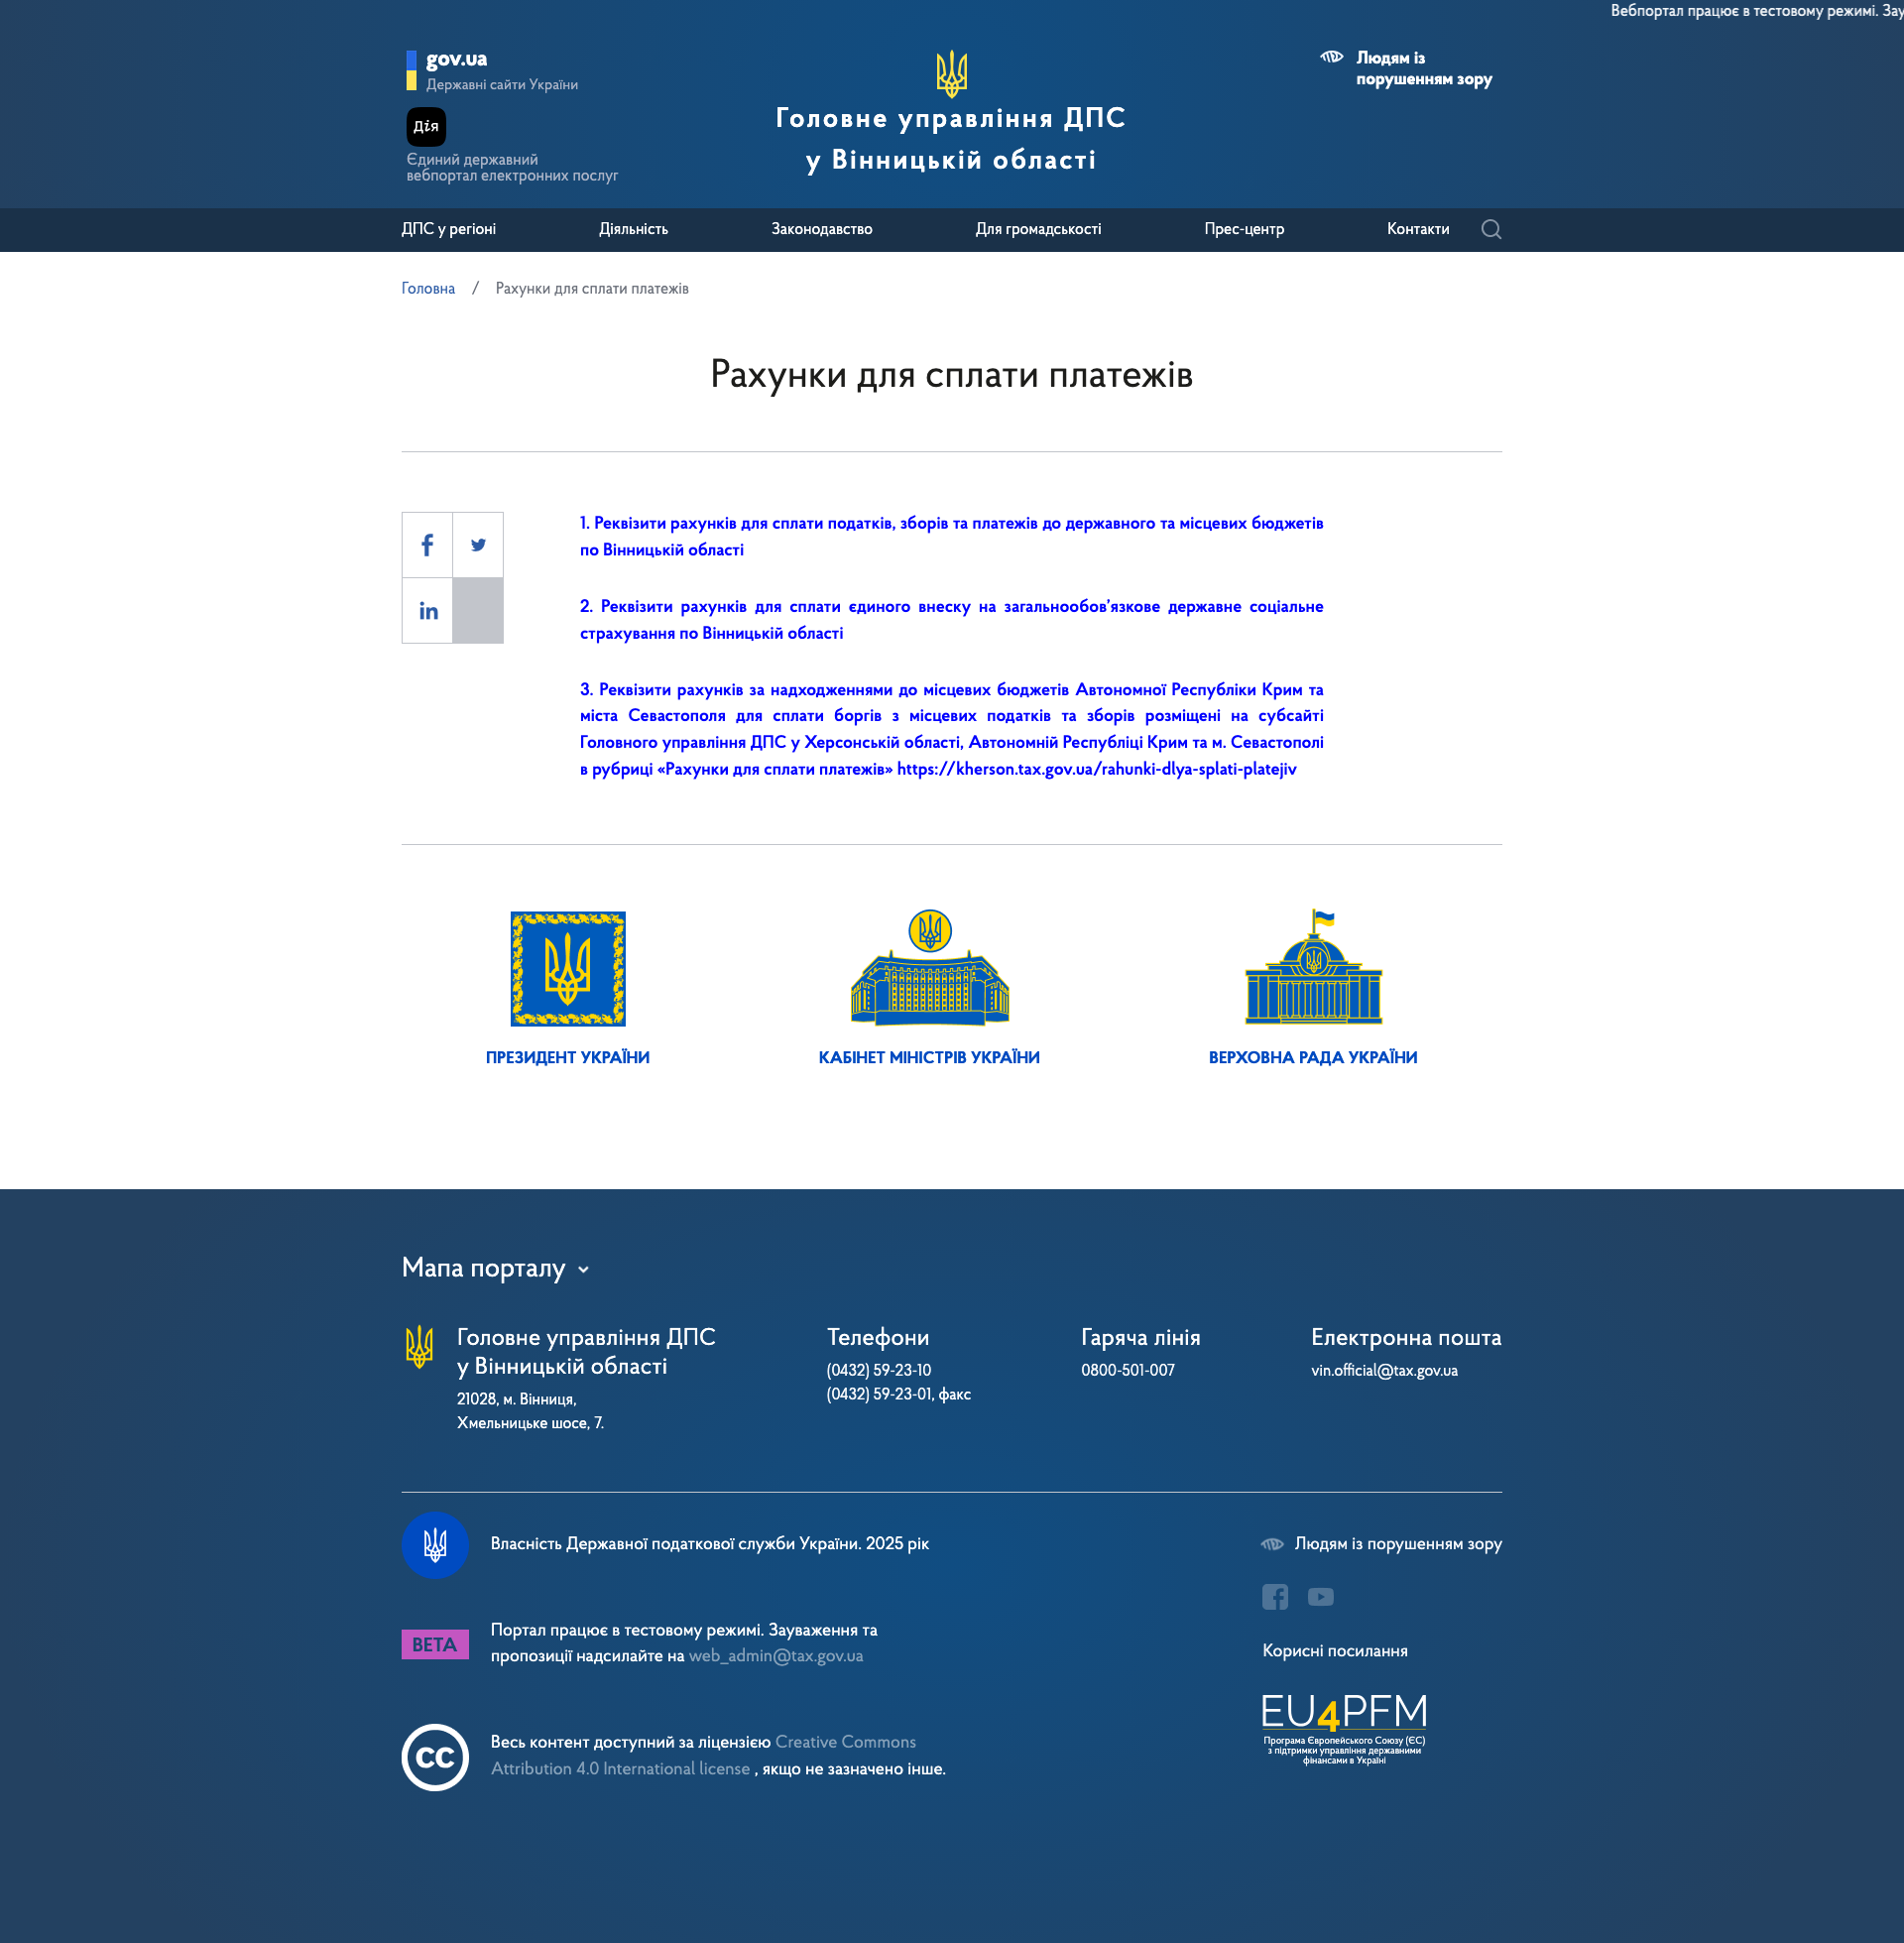 Вебпортал працює в тестовому режимі.
gov.ua
Державні сайти України
Дія
Єдиний державний
вебпортал електронних послуг
Головне управління ДПС
у Вінницькій області
Людям із
порушенням зору
ДПС у регіоні
Діяльність
Законодавство
Для громадськості
Прес-центр
Контакти
Головна / Рахунки для сплати платежів
Рахунки для сплати платежів
1. Реквізити рахунків для сплати податків, зборів та платежів до державного та місцевих бюджетів
по Вінницькій області
2. Реквізити рахунків для сплати єдиного внеску на загальнообов’язкове державне соціальне
страхування по Вінницькій області
3. Реквізити рахунків за надходженнями до місцевих бюджетів Автономної Республіки Крим та
міста Севастополя для сплати боргів з місцевих податків та зборів розміщені на субсайті
Головного управління ДПС у Херсонській області, Автономній Республіці Крим та м. Севастополі
в рубриці «Рахунки для сплати платежів» https://kherson.tax.gov.ua/rahunki-dlya-splati-platejiv
ПРЕЗИДЕНТ УКРАЇНИ
КАБІНЕТ МІНІСТРІВ УКРАЇНИ
ВЕРХОВНА РАДА УКРАЇНИ
Мапа порталу
Головне управління ДПС
у Вінницькій області
21028, м. Вінниця,
Хмельницьке шосе, 7.
Телефони
(0432) 59-23-10
(0432) 59-23-01, факс
Гаряча лінія
0800-501-007
Електронна пошта
vin.official@tax.gov.ua
Власність Державної податкової служби України. 2025 рік
BETA
Портал працює в тестовому режимі. Зауваження та
пропозиції надсилайте на web_admin@tax.gov.ua
cc
Весь контент доступний за ліцензією Creative Commons
Attribution 4.0 International license , якщо не зазначено інше.
Людям із порушенням зору
Корисні посилання
EU4PFM
Програма Європейського Союзу (ЄС)
з підтримки управління державними
фінансами в Україні